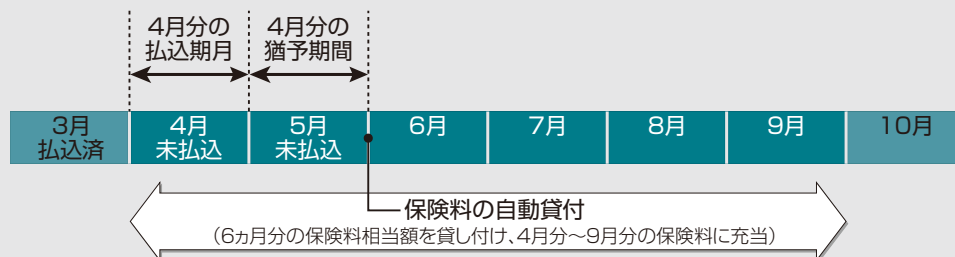 4月分の
払込期月
4月分の
猶予期間
3月
払込済
4月
未払込
5月
未払込
6月
7月
8月
9月
10月
保険料の自動貸付
（6ヵ月分の保険料相当額を貸し付け、4月分～9月分の保険料に充当）